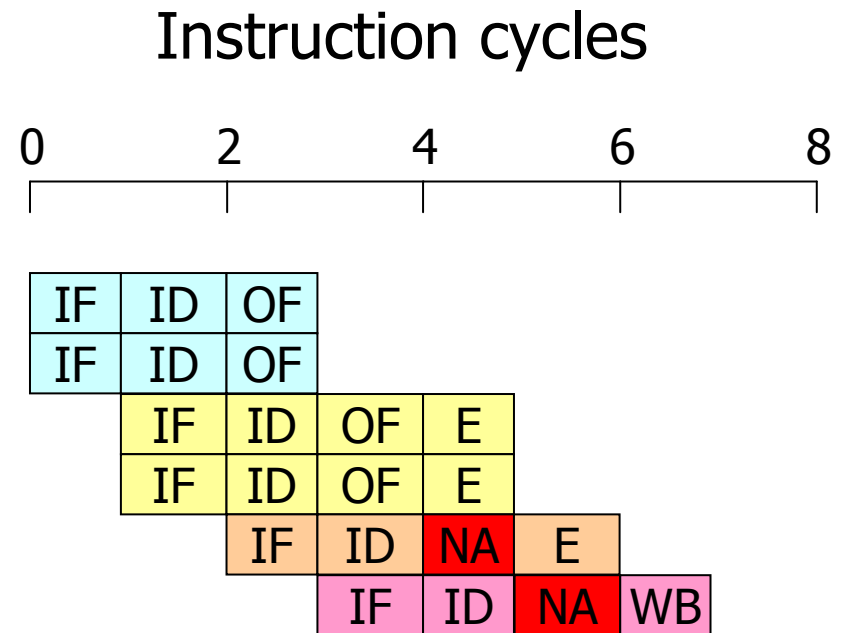 Instruction cycles
0 2 4 6 8
IF ID OF
IF ID OF
IF ID OF E
IF ID OF E
IF ID NA E
IF ID NA WB